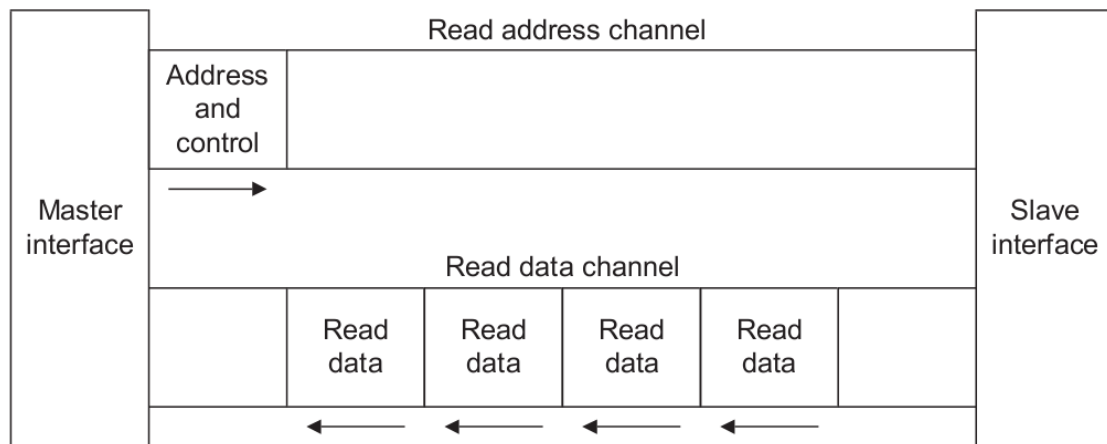 Read address channel
Address
and
control
Master
interface
Slave
interface
Read data channel
Read
data
Read
data
Read
data
Read
data